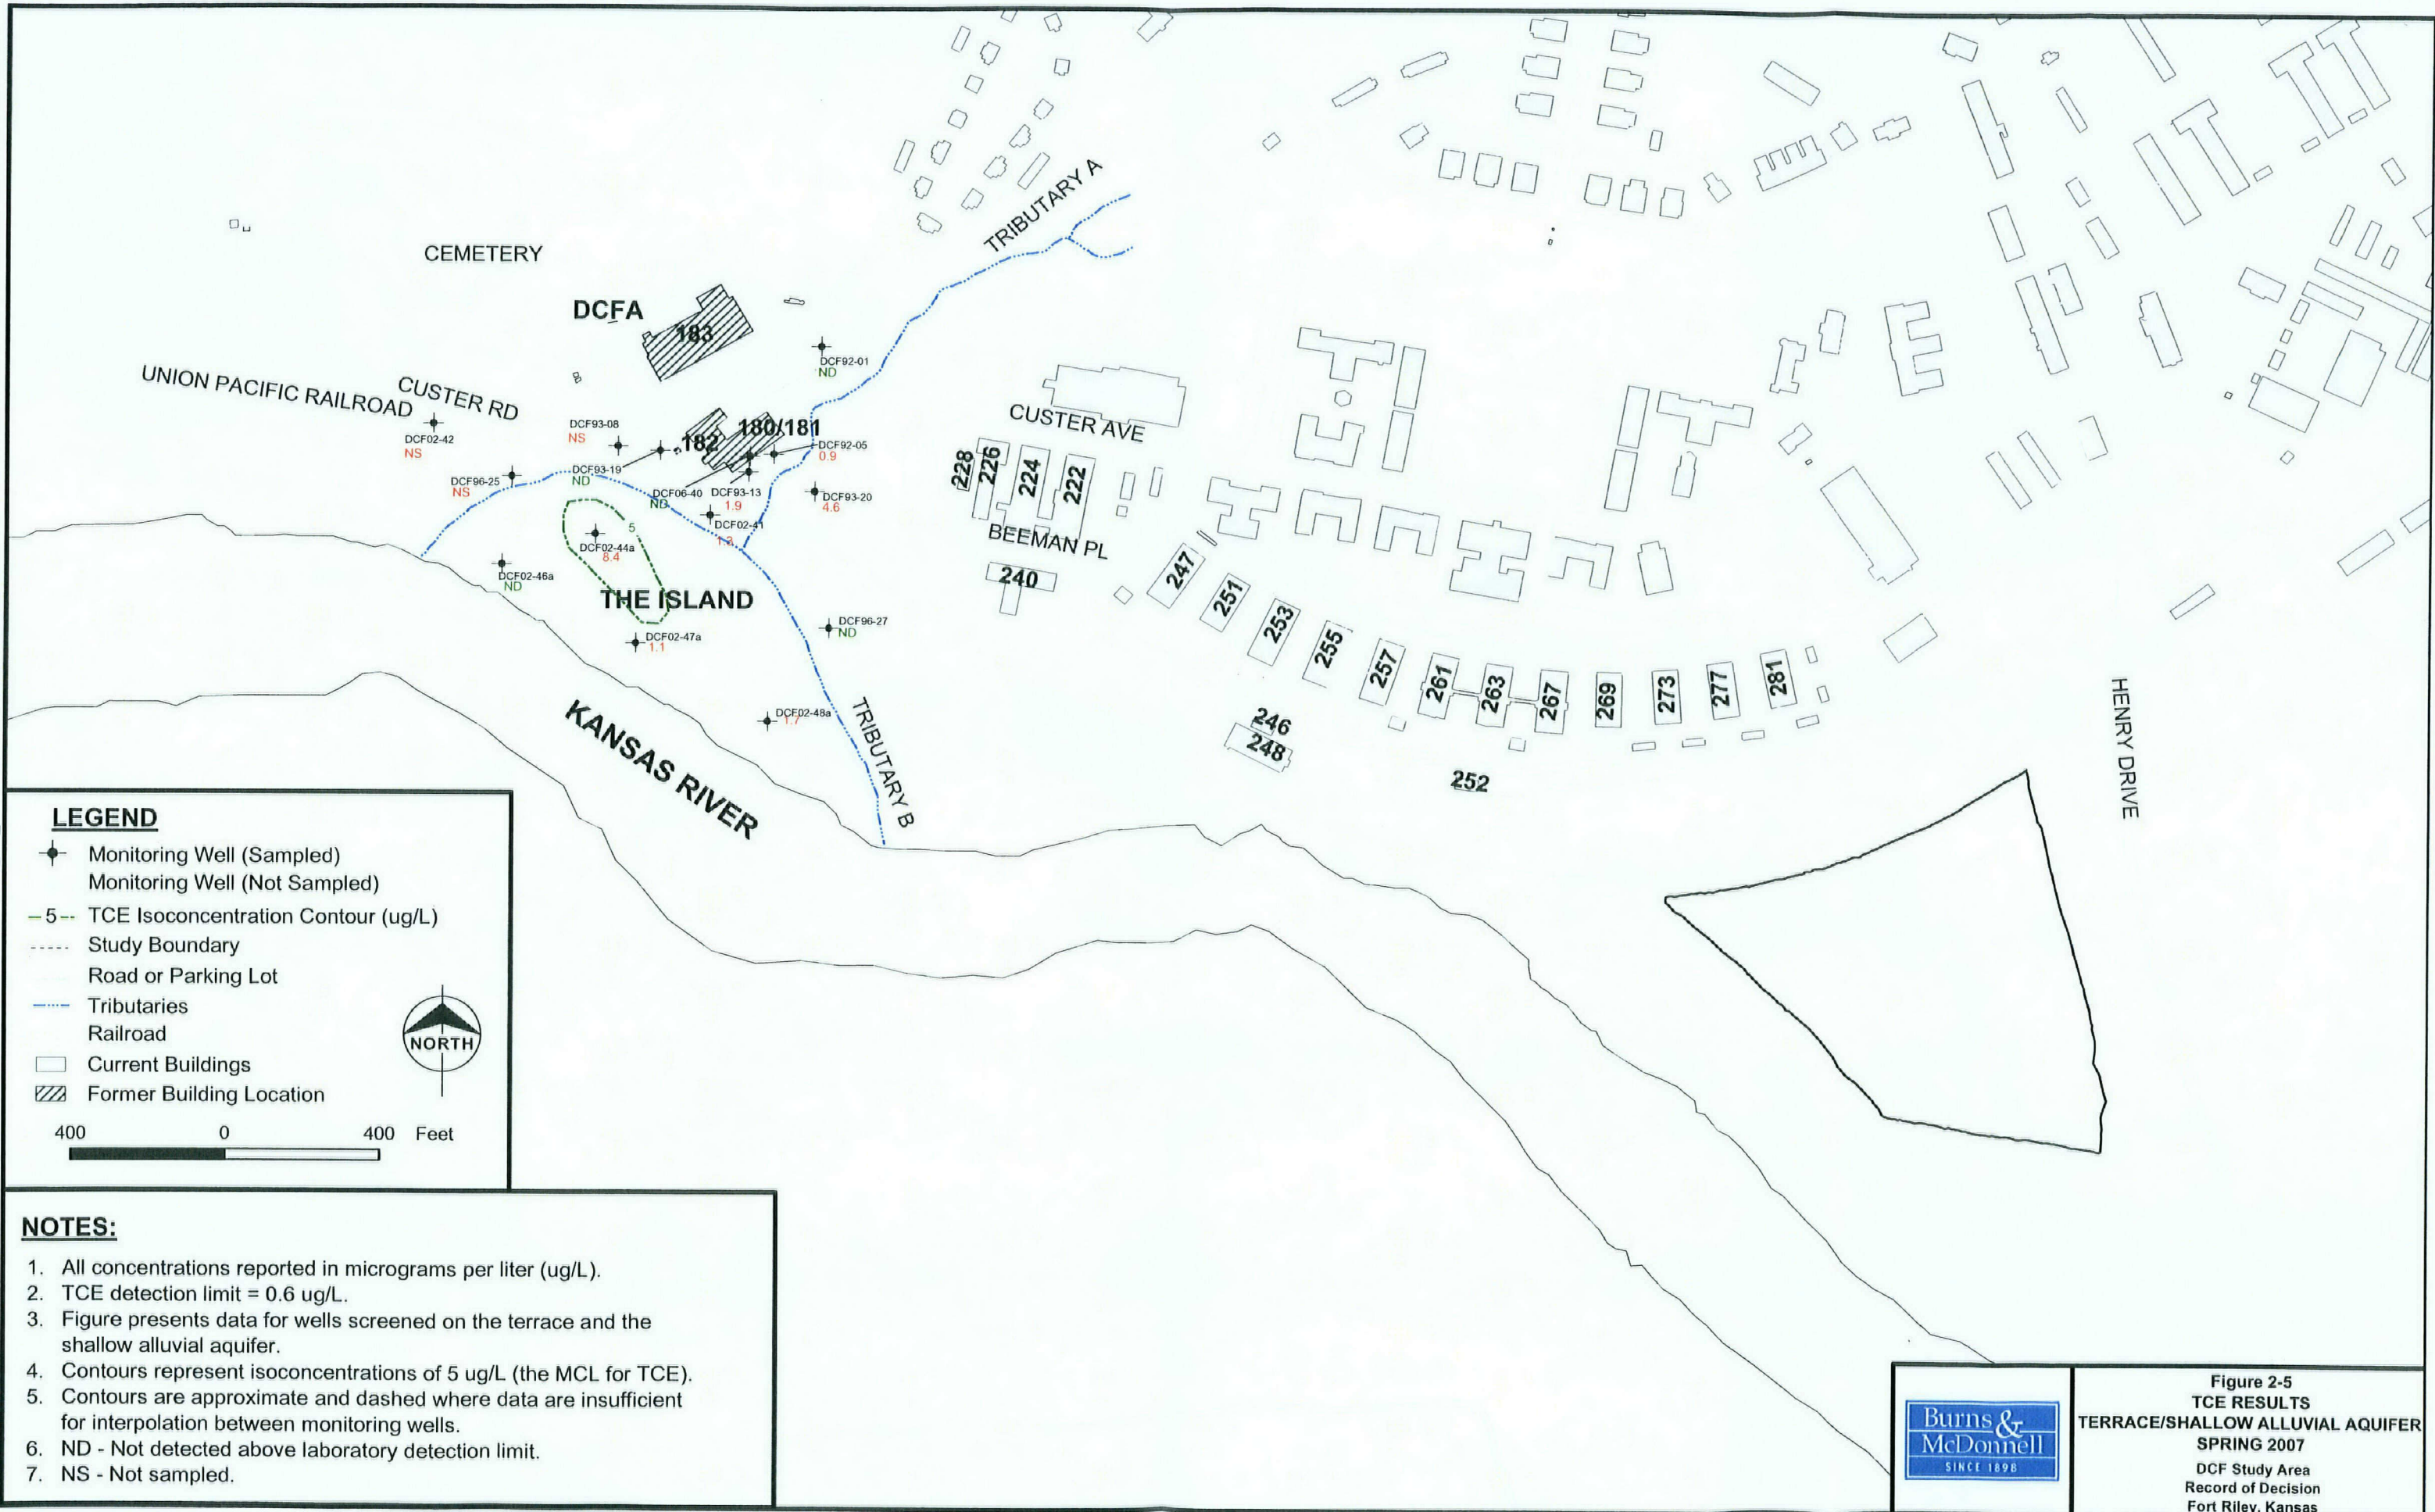 TRIBUTARY A
CEMETERY
DCFA
183
DCF92-01
ND
UNION PACIFIC RAILROAD
CUSTER RD
DCF02-42
NS
DCF93-08
NS
182
180/181
DCF92-05
0.9
DCF96-25
NS
DCF93-19
ND
DCF06-40
ND
DCF93-13
1.9
DCF93-20
4.6
DCF02-41
1.3
5
DCF02-44a
8.4
DCF02-46a
ND
THE ISLAND
DCF02-47a
1.1
DCF96-27
ND
DCF02-48a
1.7
TRIBUTARY B
KANSAS RIVER
CUSTER AVE
228
226
224
222
BEEMAN PL
240
247
251
253
255
257
261
263
267
269
273
277
281
246
248
252
HENRY DRIVE
LEGEND
Monitoring Well (Sampled)
Monitoring Well (Not Sampled)
5 TCE Isoconcentration Contour (ug/L)
Study Boundary
Road or Parking Lot
Tributaries
Railroad
Current Buildings
Former Building Location
NORTH
400 0 400 Feet
NOTES:
1. All concentrations reported in micrograms per liter (ug/L).
2. TCE detection limit = 0.6 ug/L.
3. Figure presents data for wells screened on the terrace and the
shallow alluvial aquifer.
4. Contours represent isoconcentrations of 5 ug/L (the MCL for TCE).
5. Contours are approximate and dashed where data are insufficient
for interpolation between monitoring wells.
6. ND - Not detected above laboratory detection limit.
7. NS - Not sampled.
Burns &
McDonnell
SINCE 1898
Figure 2-5
TCE RESULTS
TERRACE/SHALLOW ALLUVIAL AQUIFER
SPRING 2007
DCF Study Area
Record of Decision
Fort Riley, Kansas